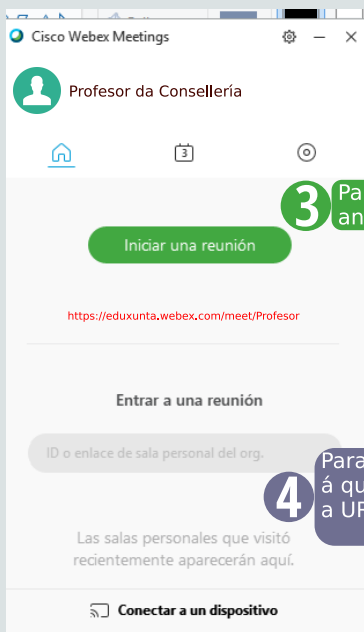 Cisco Webex Meetings
Profesor da Consellería
3
3
Pa
an
Iniciar una reunión
https://eduxunta.webex.com/meet/Profesor
Entrar a una reunión
ID o enlace de sala personal del org.
4
Para
á qu
a UR
Las salas personales que visitó
recientemente aparecerán aquí.
Conectar a un dispositivo